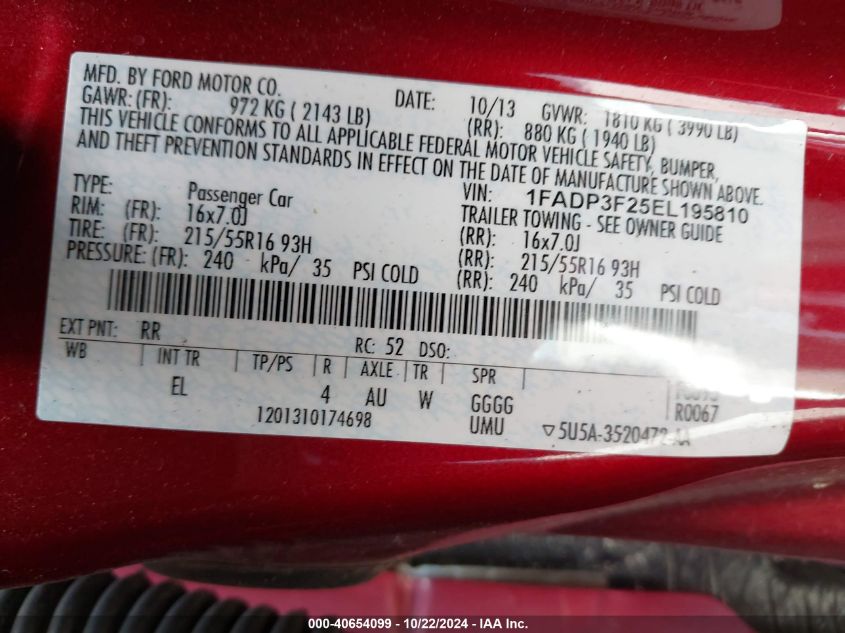 MFD. BY FORD MOTOR CO. DATE: 10/13 GVWR: 1810 KG ( 3990 LB)
GAWR: (FR): 972 KG ( 2143 LB) (RR): 880 KG ( 1940 LB)
THIS VEHICLE CONFORMS TO ALL APPLICABLE FEDERAL MOTOR VEHICLE SAFETY, BUMPER,
AND THEFT PREVENTION STANDARDS IN EFFECT ON THE DATE OF MANUFACTURE SHOWN ABOVE.
TYPE: Passenger Car VIN: 1FADP3F25EL195810
RIM: (FR): 16x7.0J TRAILER TOWING - SEE OWNER GUIDE
(RR): 16x7.0J
TIRE: (FR): 215/55R16 93H (RR): 215/55R16 93H
PRESSURE: (FR): 240 kPa/ 35 PSI COLD (RR): 240 kPa/ 35 PSI COLD
EXT PNT: RR RC: 52 DSO:
WB INT TR TP/PS R AXLE TR SPR
EL 4 AU W GGGG
R0067
1201310174698 UMU ▽5U5A-3520472-AA
000-40654099 - 10/22/2024 - IAA Inc.